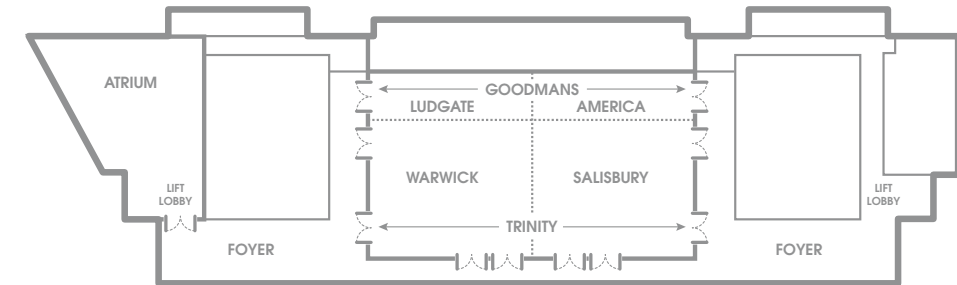 ATRIUM
GOODMANS
LUDGATE
AMERICA
WARWICK
SALISBURY
LIFT
LOBBY
LIFT
LOBBY
TRINITY
FOYER
FOYER